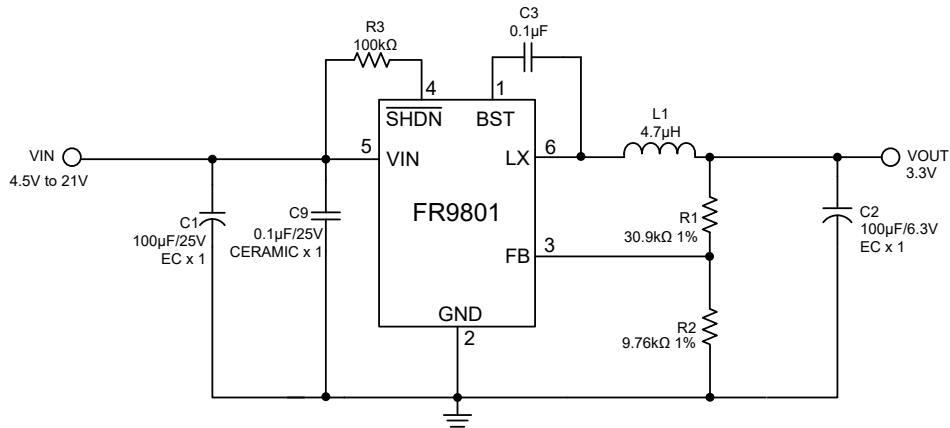 C3
0.1µF
R3
100kΩ
4
1
SHDN
BST
L1
4.7µH
VIN
4.5V to 21V
5
VIN
LX
6
VOUT
3.3V
FR9801
C1
100µF/25V
EC x 1
C9
0.1µF/25V
CERAMIC x 1
R1
30.9kΩ 1%
C2
100µF/6.3V
EC x 1
FB
3
GND
2
R2
9.76kΩ 1%